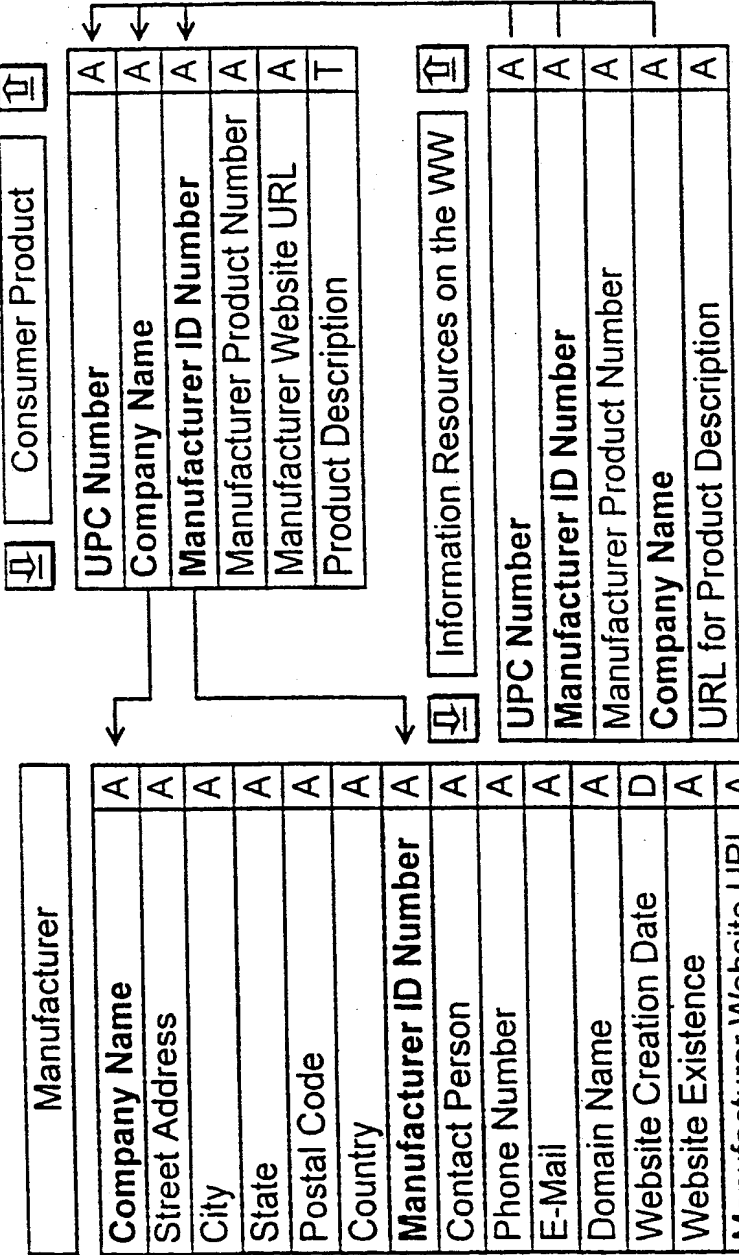 Manufacturer
Company Name A
Street Address A
City A
State A
Postal Code A
Country A
Manufacturer ID Number A
Contact Person A
Phone Number A
E-Mail A
Domain Name A
Website Creation Date D
Website Existence A
Manufacturer Website URL A
Consumer Product
UPC Number A
Company Name A
Manufacturer ID Number A
Manufacturer Product Number A
Manufacturer Website URL A
Product Description T
Information Resources on the WW
UPC Number A
Manufacturer ID Number A
Manufacturer Product Number A
Company Name A
URL for Product Description A